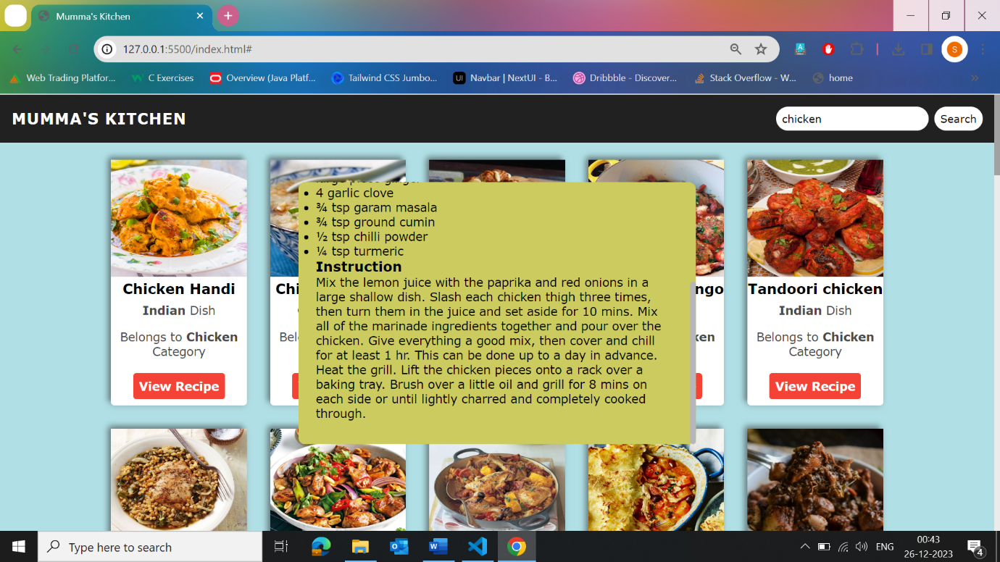 Mumma's Kitchen
127.0.0.1:5500/index.html#
Web Trading Platfor...
C Exercises
Overview (Java Platf...
Tailwind CSS Jumbo...
UI
Navbar | NextUI - B...
Dribbble - Discover...
Stack Overflow - W...
home
A
S
MUMMA'S KITCHEN
chicken
Search
4 garlic clove
¾ tsp garam masala
¾ tsp ground cumin
½ tsp chilli powder
¼ tsp turmeric
Instruction
Mix the lemon juice with the paprika and red onions in a
large shallow dish. Slash each chicken thigh three times,
then turn them in the juice and set aside for 10 mins. Mix
all of the marinade ingredients together and pour over the
chicken. Give everything a good mix, then cover and chill
for at least 1 hr. This can be done up to a day in advance.
Heat the grill. Lift the chicken pieces onto a rack over a
baking tray. Brush over a little oil and grill for 8 mins on
each side or until lightly charred and completely cooked
through.
Chicken Handi
Indian Dish
Belongs to Chicken
Category
View Recipe
Tandoori chicken
Indian Dish
Belongs to Chicken
Category
View Recipe
Type here to search
ENG
00:43
26-12-2023
4